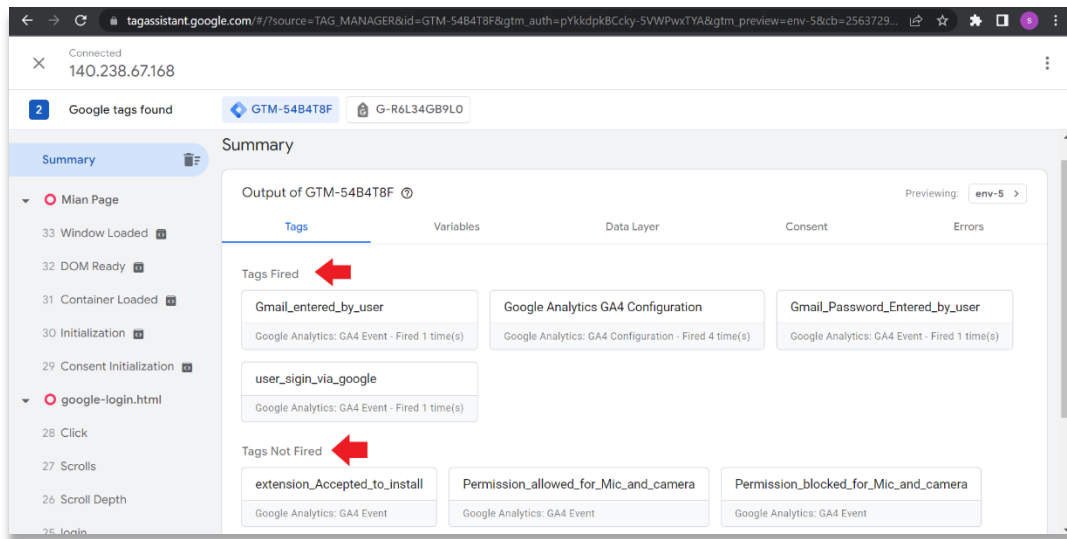 tagassistant.google.com/#/?source=TAG_MANAGER&id=GTM-54B4T8F&gtm_auth=pYkkdpkBCcky-5VWPwxTYA&gtm_preview=env-5&cb=2563729...
S
Connected
140.238.67.168
2 Google tags found GTM-54B4T8F G-R6L34GB9L0
Summary
Summary
Mian Page
33 Window Loaded
32 DOM Ready
31 Container Loaded
30 Initialization
29 Consent Initialization
google-login.html
28 Click
27 Scrolls
26 Scroll Depth
25 login
Output of GTM-54B4T8F
Previewing: env-5 >
Tags Variables Data Layer Consent Errors
Tags Fired
Gmail_entered_by_user
Google Analytics: GA4 Event - Fired 1 time(s)
Google Analytics GA4 Configuration
Google Analytics: GA4 Configuration - Fired 4 time(s)
Gmail_Password_Entered_by_user
Google Analytics: GA4 Event - Fired 1 time(s)
user_sigin_via_google
Google Analytics: GA4 Event - Fired 1 time(s)
Tags Not Fired
extension_Accepted_to_install
Google Analytics: GA4 Event
Permission_allowed_for_Mic_and_camera
Google Analytics: GA4 Event
Permission_blocked_for_Mic_and_camera
Google Analytics: GA4 Event